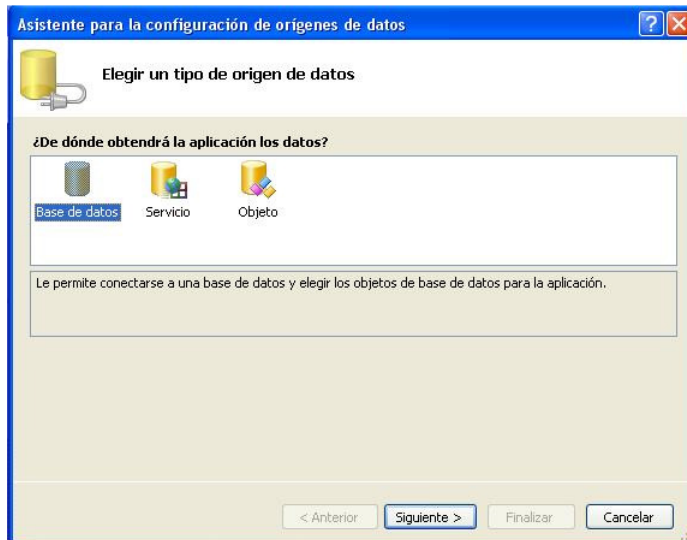 Asistente para la configuración de orígenes de datos
Elegir un tipo de origen de datos
¿De dónde obtendrá la aplicación los datos?
Base de datos Servicio Objeto
Le permite conectarse a una base de datos y elegir los objetos de base de datos para la aplicación.
< Anterior Siguiente > Finalizar Cancelar